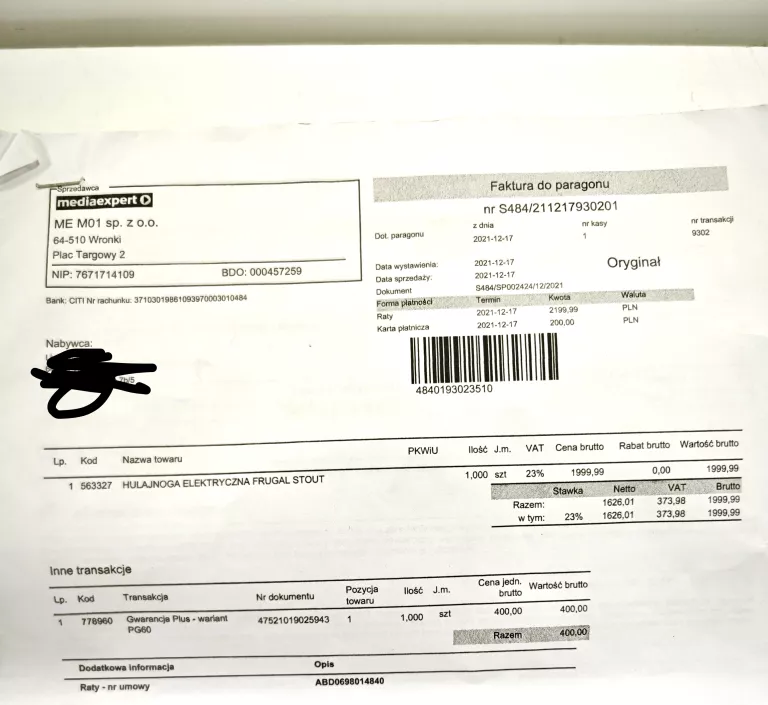 Sprzedawca
mediaexpert
ME M01 sp. z o.o.
64-510 Wronki
Plac Targowy 2
NIP: 7671714109 BDO: 000457259
Bank: CITI Nr rachunku: 37103019861093970003010484
Nabywca:
7b/5
Faktura do paragonu
nr S484/211217930201
z dnia nr kasy nr transakcji
Dot. paragonu 2021-12-17 1 9302
Data wystawienia: 2021-12-17 Oryginał
Data sprzedaży: 2021-12-17
Dokument S484/SP002424/12/2021
Forma płatności Termin Kwota Waluta
Raty 2021-12-17 2199,99 PLN
Karta płatnicza 2021-12-17 200,00 PLN
4840193023510
Lp. Kod Nazwa towaru PKWiU Ilość J.m. VAT Cena brutto Rabat brutto Wartość brutto
1 563327 HULAJNOGA ELEKTRYCZNA FRUGAL STOUT 1,000 szt 23% 1999,99 0,00 1999,99
Stawka Netto VAT Brutto
Razem: 1626,01 373,98 1999,99
w tym: 23% 1626,01 373,98 1999,99
Inne transakcje
Lp. Kod Transakcja Nr dokumentu Pozycja towaru Ilość J.m. Cena jedn. brutto Wartość brutto
1 778960 Gwarancja Plus - wariant PG60 47521019025943 1 1,000 szt 400,00 400,00
Razem 400,00
Dodatkowa informacja Opis
Raty - nr umowy ABD0698014840